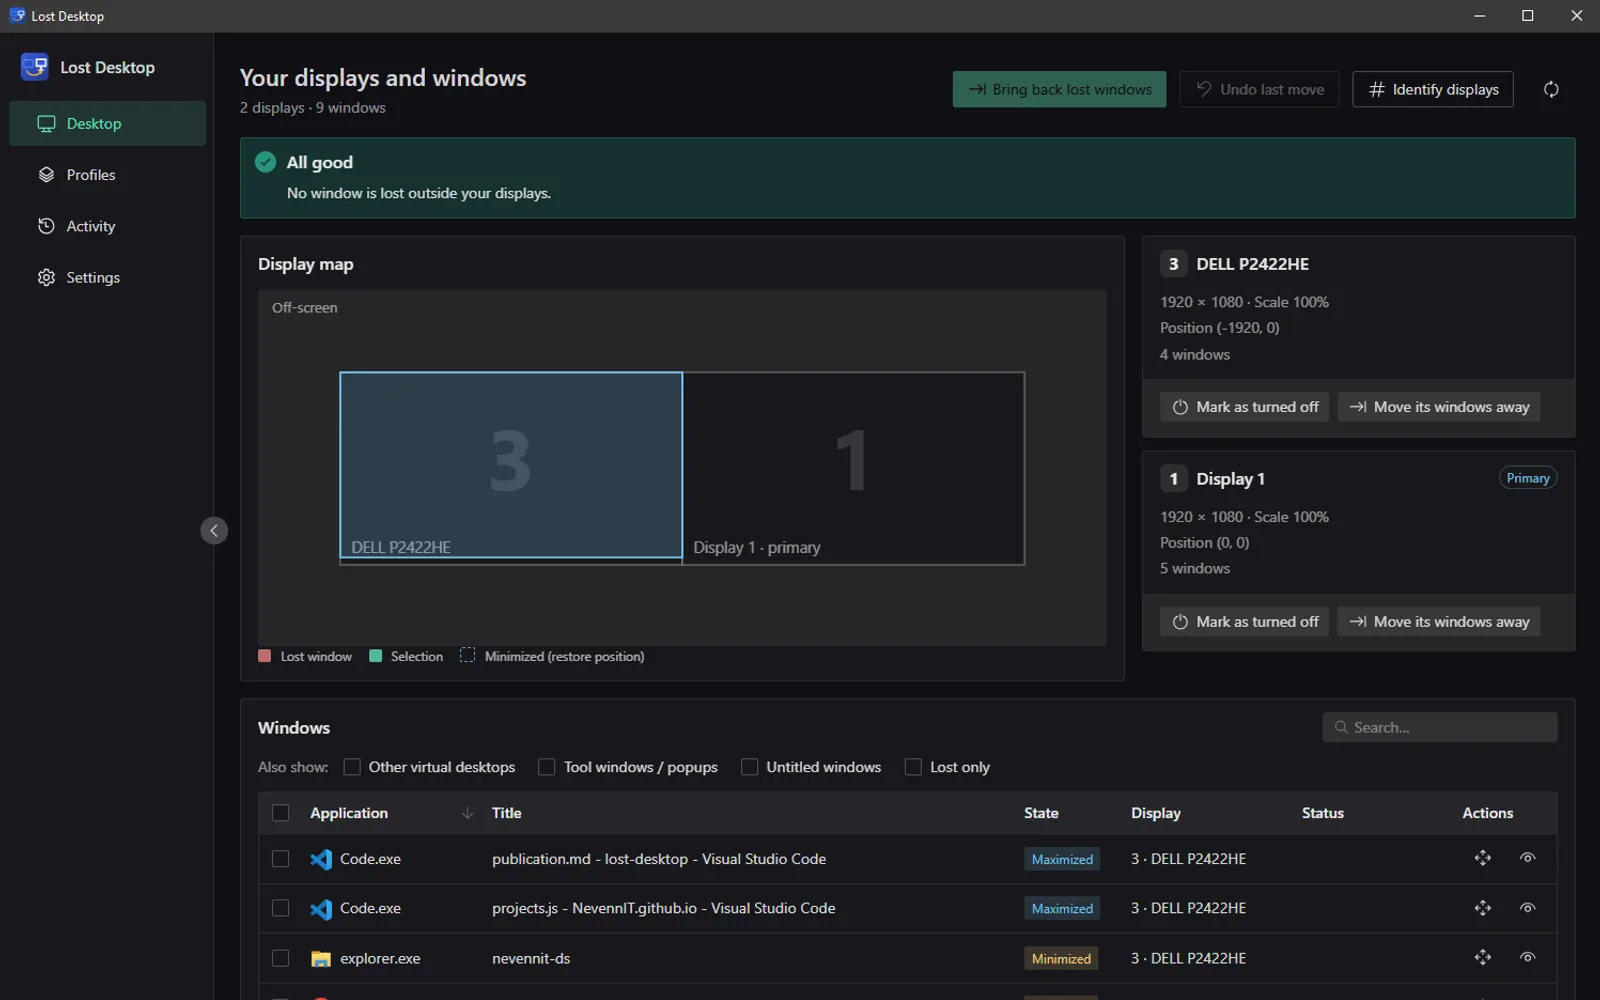 Lost Desktop
Lost Desktop
Desktop
Profiles
Activity
Settings
Your displays and windows
2 displays · 9 windows
Bring back lost windows
Undo last move
Identify displays
All good
No window is lost outside your displays.
Display map
Off-screen
3
DELL P2422HE
1
Display 1 · primary
Lost window
Selection
Minimized (restore position)
3 DELL P2422HE
1920 × 1080 · Scale 100%
Position (-1920, 0)
4 windows
Mark as turned off
Move its windows away
1 Display 1
Primary
1920 × 1080 · Scale 100%
Position (0, 0)
5 windows
Mark as turned off
Move its windows away
Windows
Search...
Also show: Other virtual desktops Tool windows / popups Untitled windows Lost only
Application Title State Display Status Actions
Code.exe publication.md - lost-desktop - Visual Studio Code Maximized 3 · DELL P2422HE
Code.exe projects.js - NevennIT.github.io - Visual Studio Code Maximized 3 · DELL P2422HE
explorer.exe nevennit-ds Minimized 3 · DELL P2422HE